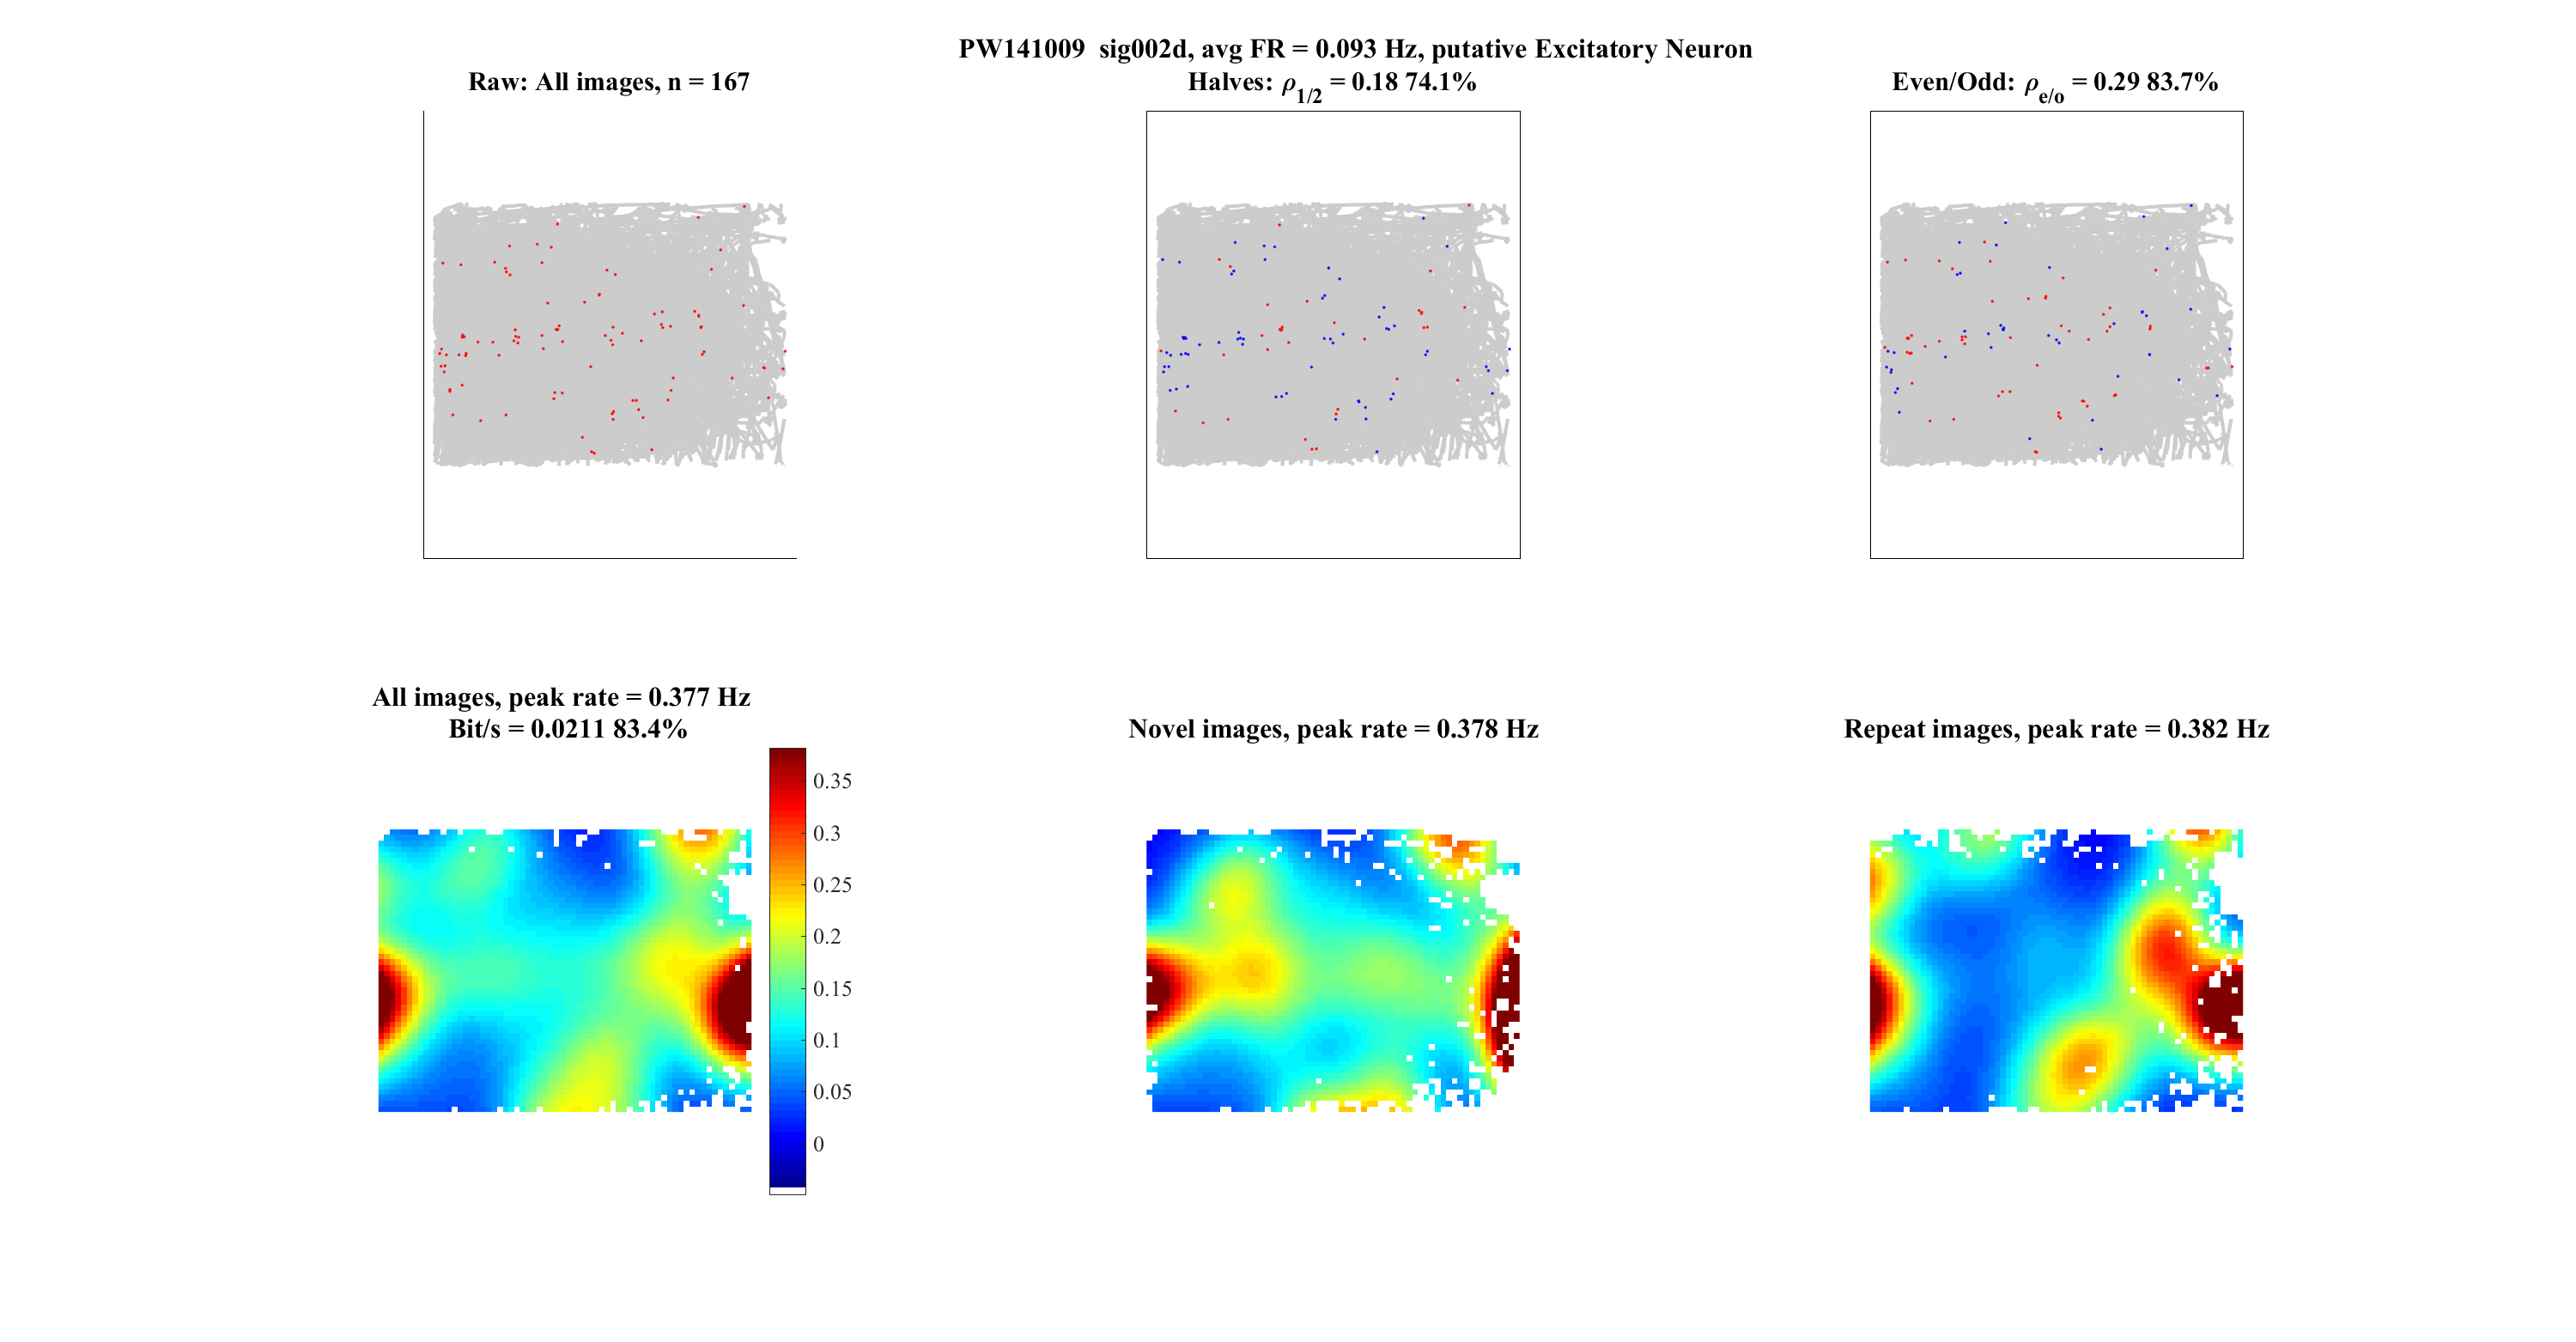 PW141009  sig002d, avg FR = 0.093 Hz, putative Excitatory Neuron
Raw: All images, n = 167
Halves: ρ1/2 = 0.18 74.1%
Even/Odd: ρe/o = 0.29 83.7%
All images, peak rate = 0.377 Hz
Bit/s = 0.0211 83.4%
Novel images, peak rate = 0.378 Hz
Repeat images, peak rate = 0.382 Hz
0.35
0.3
0.25
0.2
0.15
0.1
0.05
0